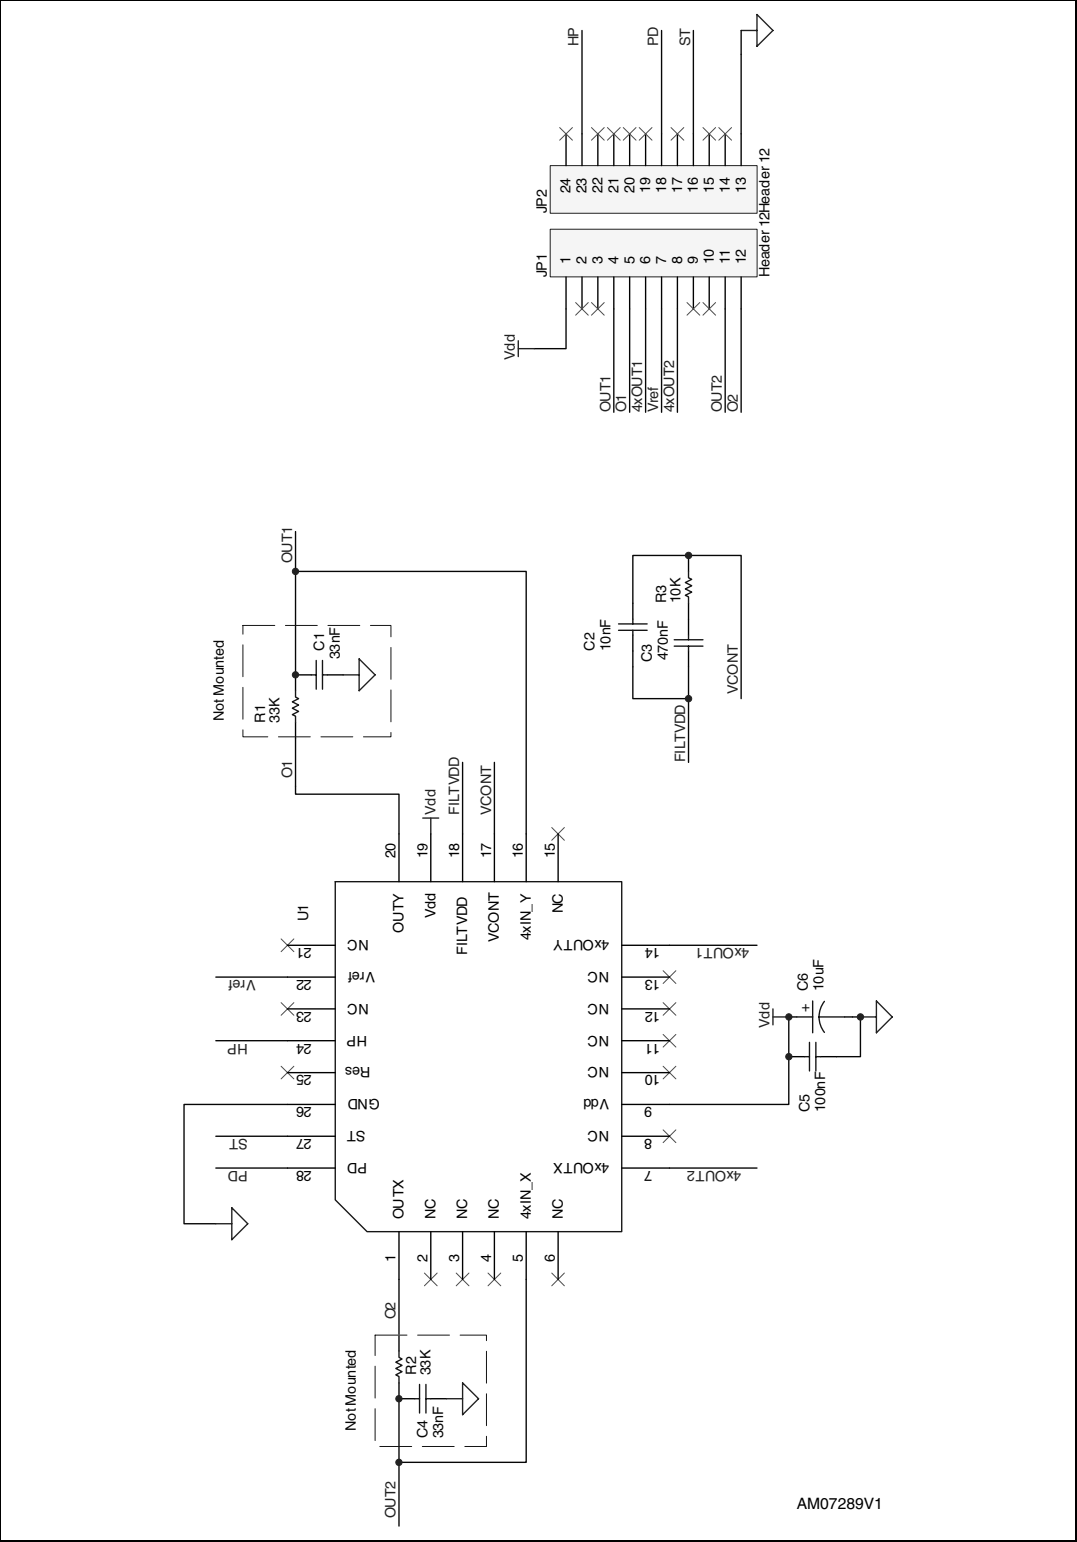 HP
PD
ST
24
23
22
21
20
19
18
17
16
15
14
13
JP2
Header 12
JP1
Header 12
1
2
3
4
5
6
7
8
9
10
11
12
Vdd
OUT1
O1
4xOUT1
Vref
4xOUT2
OUT2
O2
OUT1
Not Mounted
C1
33nF
R1
33K
O1
C2
10nF
C3
470nF
R3
10K
VCONT
FILTVDD
20
19
18
17
16
15
Vdd
FILTVDD
VCONT
U1
OUTY
Vdd
FILTVDD
VCONT
4xIN_Y
NC
21
NC
22
Vref
Vref
23
NC
24
HP
HP
25
Res
26
GND
27
ST
ST
28
PD
PD
4xOUTY
14
4xOUT1
NC
13
NC
12
NC
11
NC
10
Vdd
9
NC
8
4xOUTX
7
4xOUT2
OUTX
NC
NC
NC
4xIN_X
NC
1
2
3
4
5
6
Vdd
+
C6
10uF
C5
100nF
O2
Not Mounted
R2
33K
C4
33nF
OUT2
AM07289V1